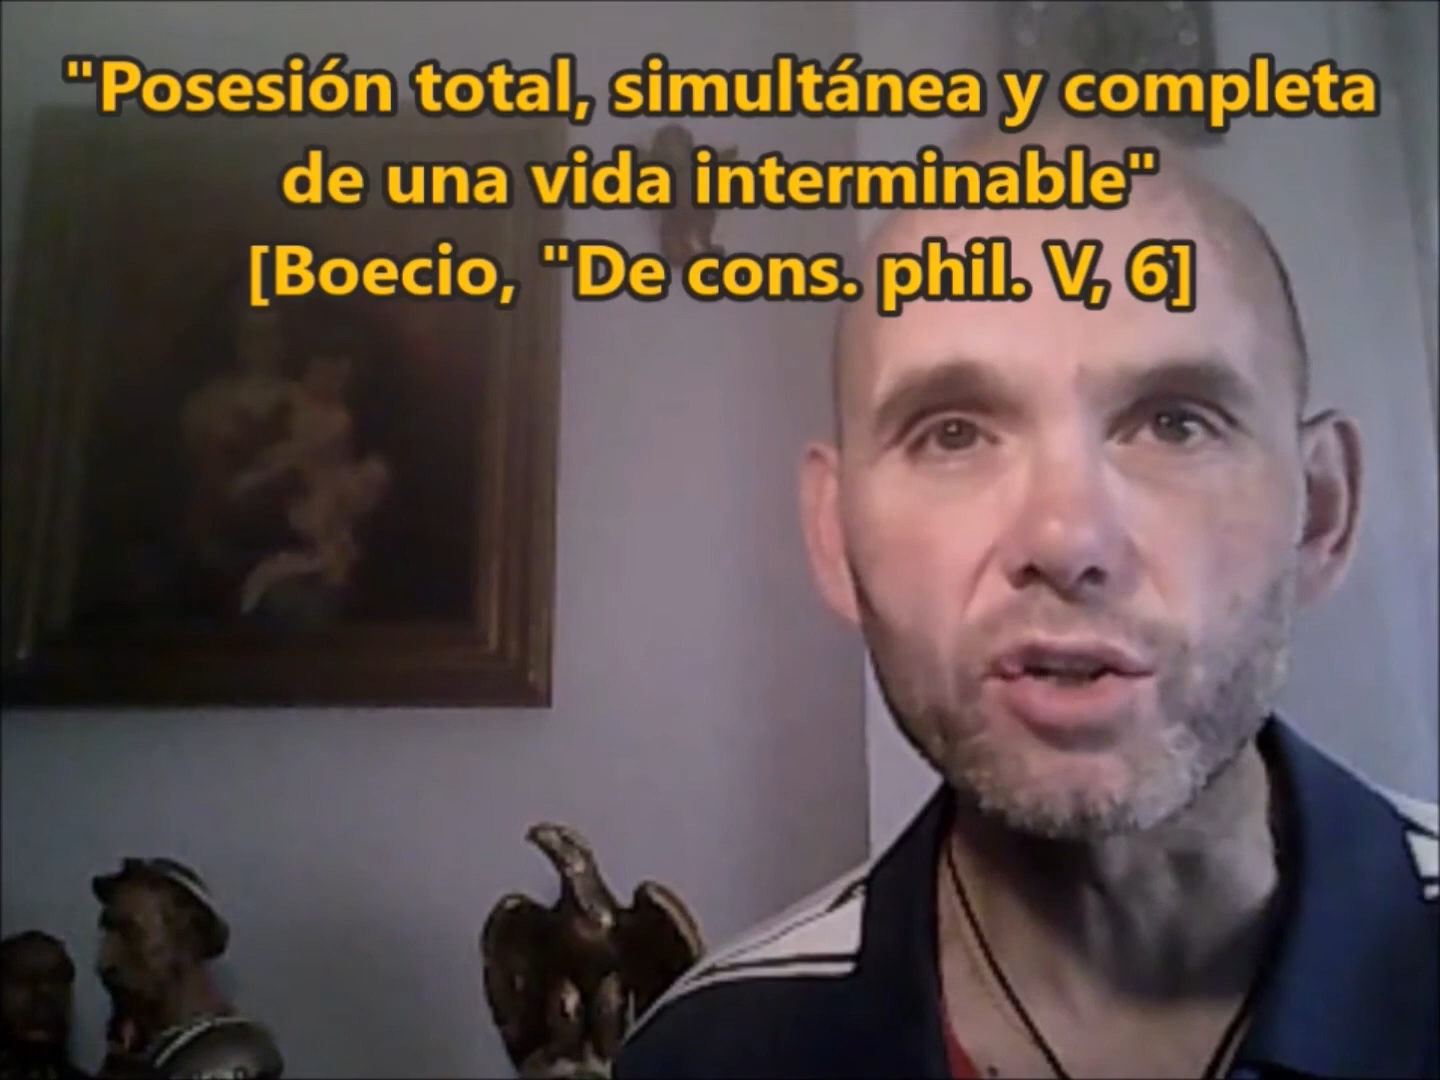 "Posesión total, simultánea y completa
de una vida interminable"
[Boecio, "De cons. phil. V, 6]